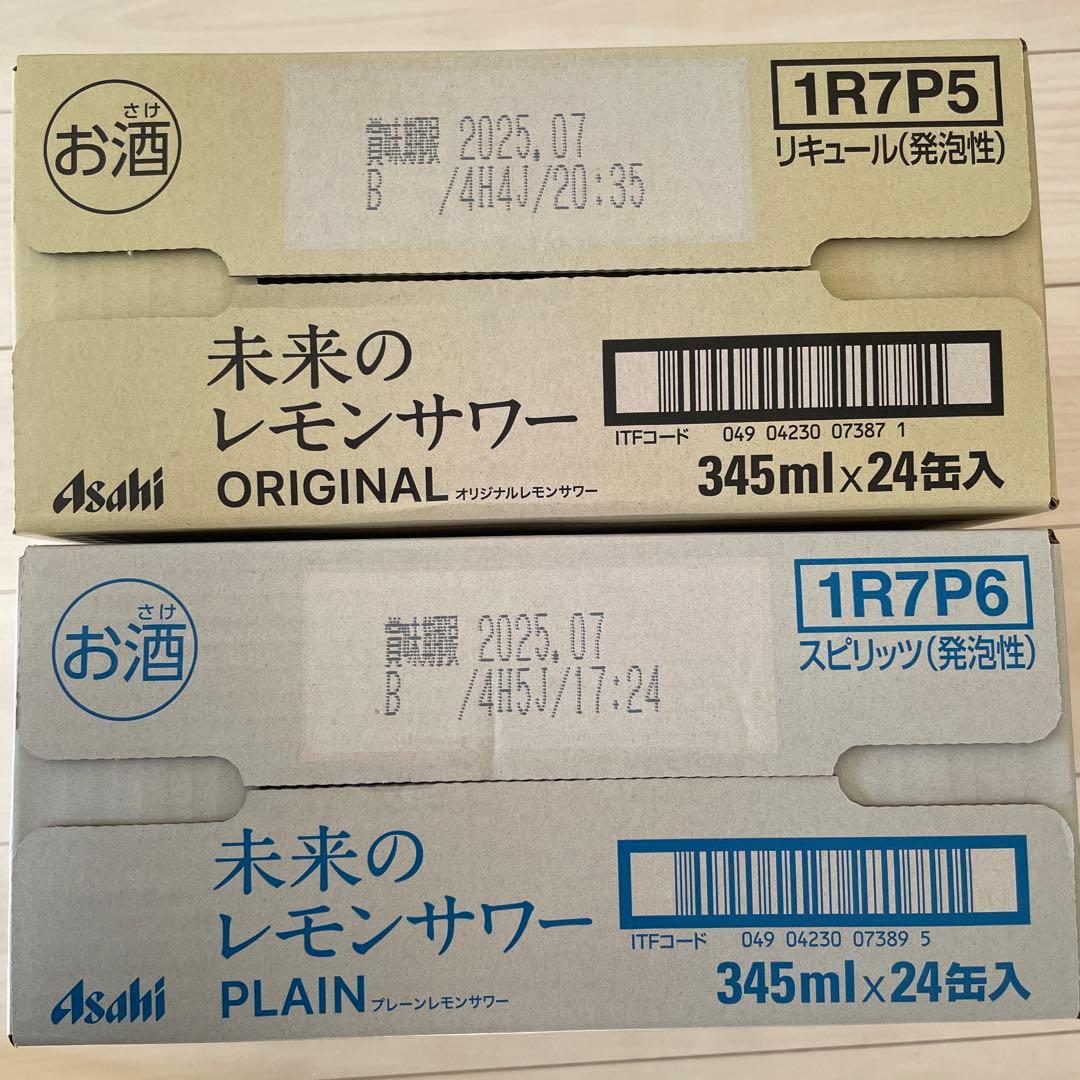 さけ
お酒
賞味期限 2025.07
B /4H4J/20:35
1R7P5
リキュール(発泡性)
未来の
レモンサワー
Asahi ORIGINAL オリジナルレモンサワー
ITFコード 049 04230 07387 1
345ml×24缶入
さけ
お酒
賞味期限 2025.07
B /4H5J/17:24
1R7P6
スピリッツ(発泡性)
未来の
レモンサワー
Asahi PLAIN プレーンレモンサワー
ITFコード 049 04230 07389 5
345ml×24缶入